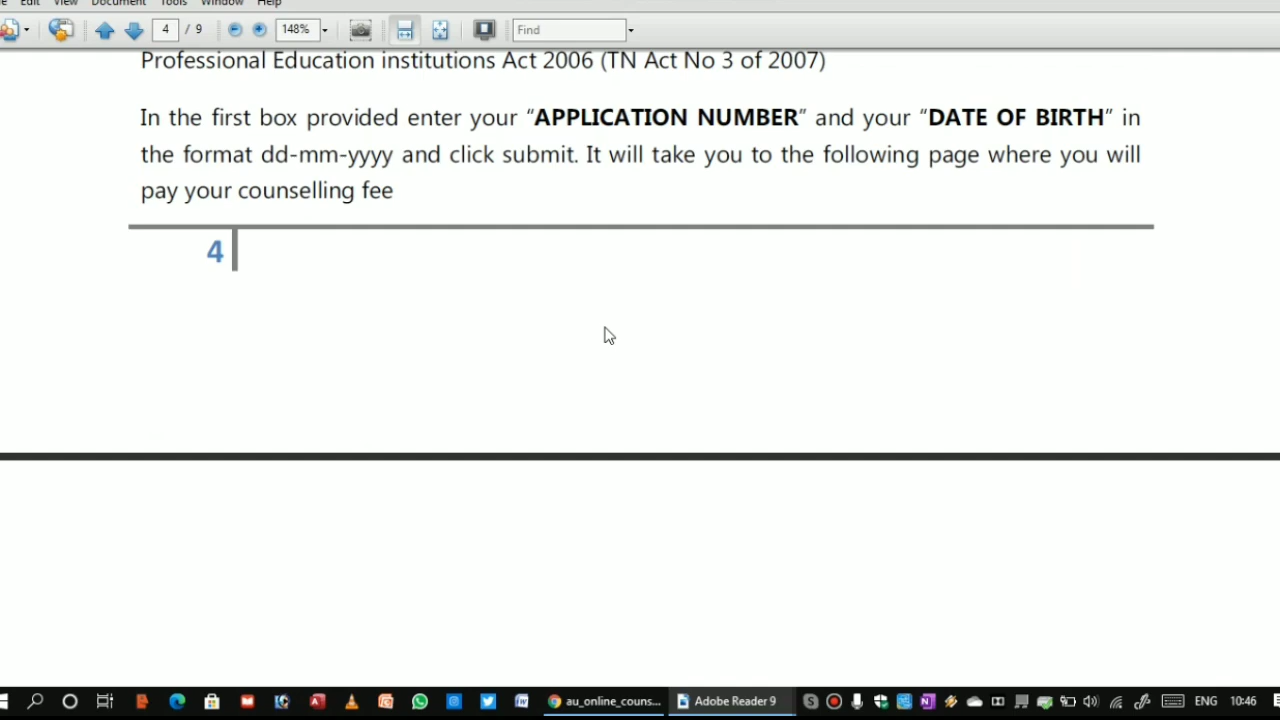 Edit View Document Tools Window Help
4 / 9 148% Find
Professional Education institutions Act 2006 (TN Act No 3 of 2007)
In the first box provided enter your “APPLICATION NUMBER” and your “DATE OF BIRTH” in
the format dd-mm-yyyy and click submit. It will take you to the following page where you will
pay your counselling fee
4
au_online_couns... Adobe Reader 9 ENG 10:46